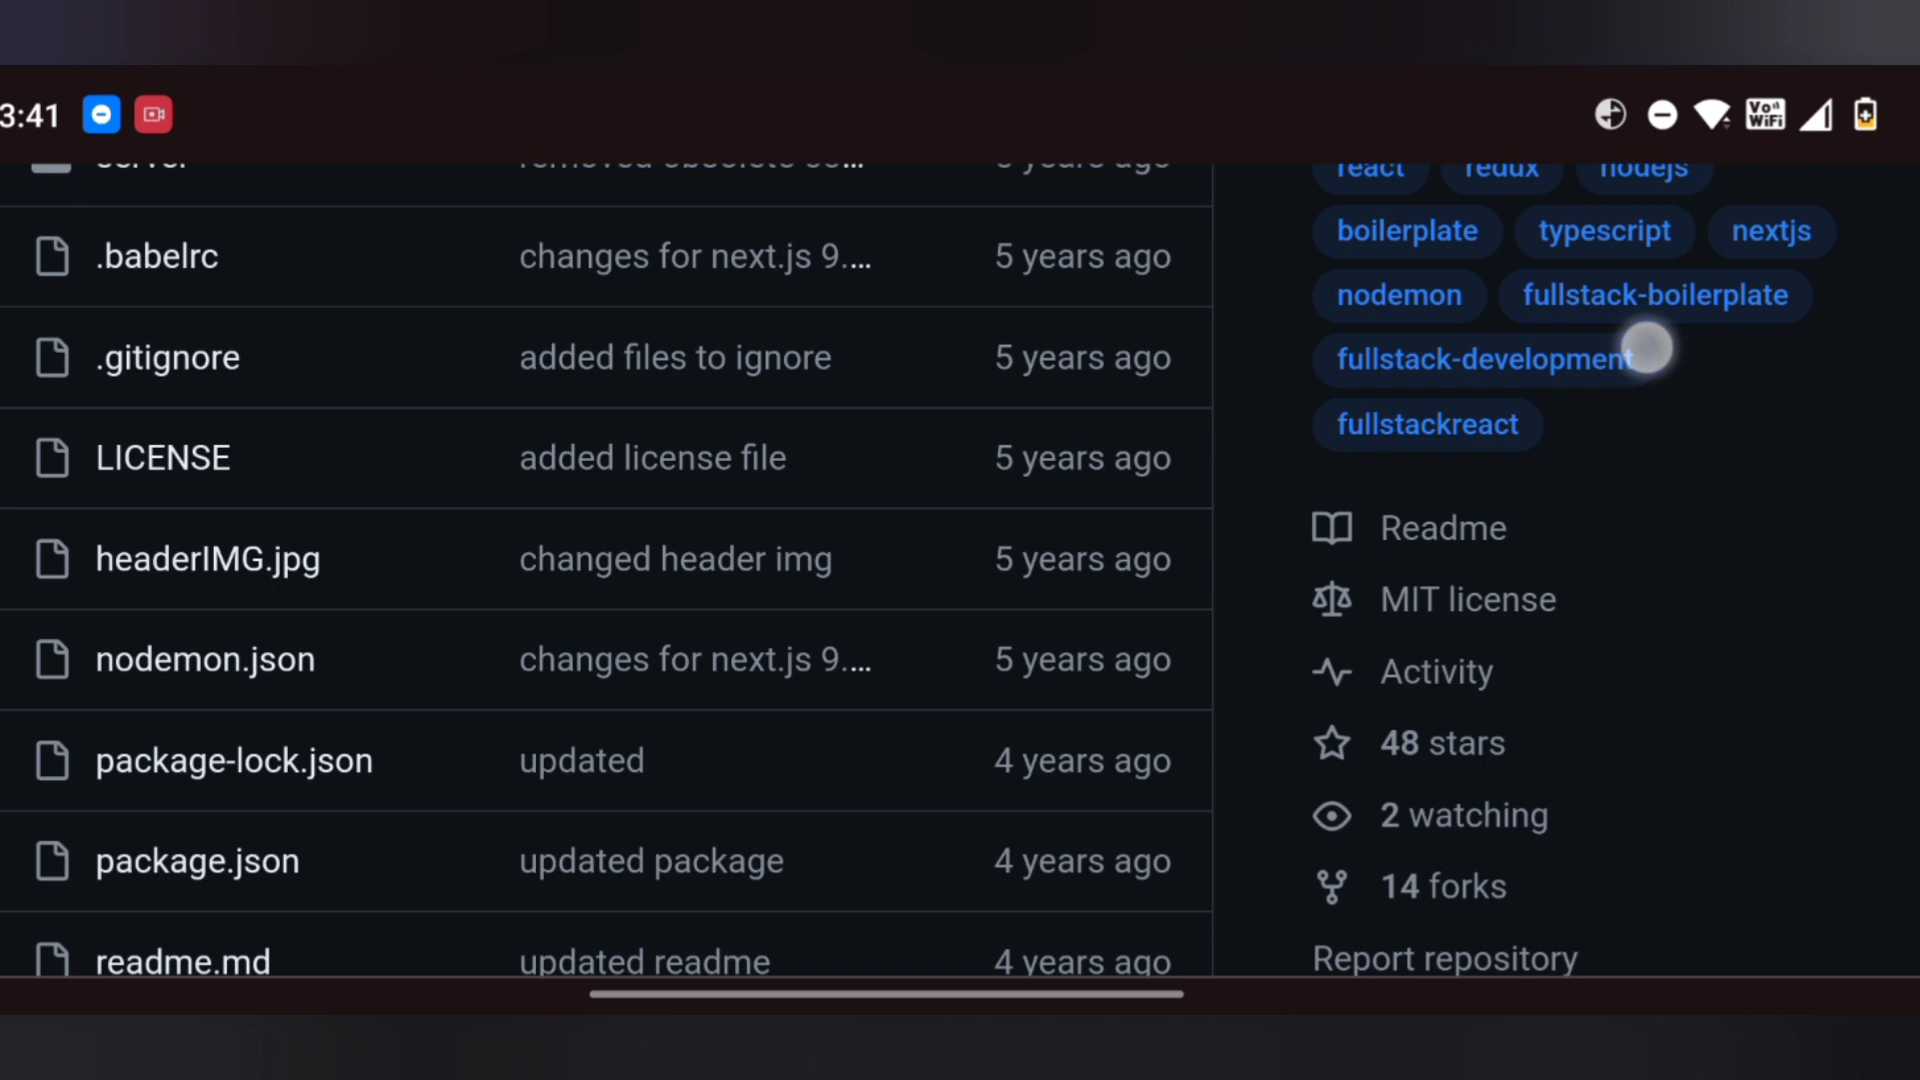 3:41
Vo WiFi
server
react redux nodejs
.babelrc changes for next.js 9.... 5 years ago
boilerplate typescript nextjs
nodemon fullstack-boilerplate
.gitignore added files to ignore 5 years ago
fullstack-development
fullstackreact
LICENSE added license file 5 years ago
Readme
headerIMG.jpg changed header img 5 years ago
MIT license
nodemon.json changes for next.js 9.... 5 years ago
Activity
48 stars
package-lock.json updated 4 years ago
2 watching
package.json updated package 4 years ago
14 forks
readme.md updated readme 4 years ago
Report repository